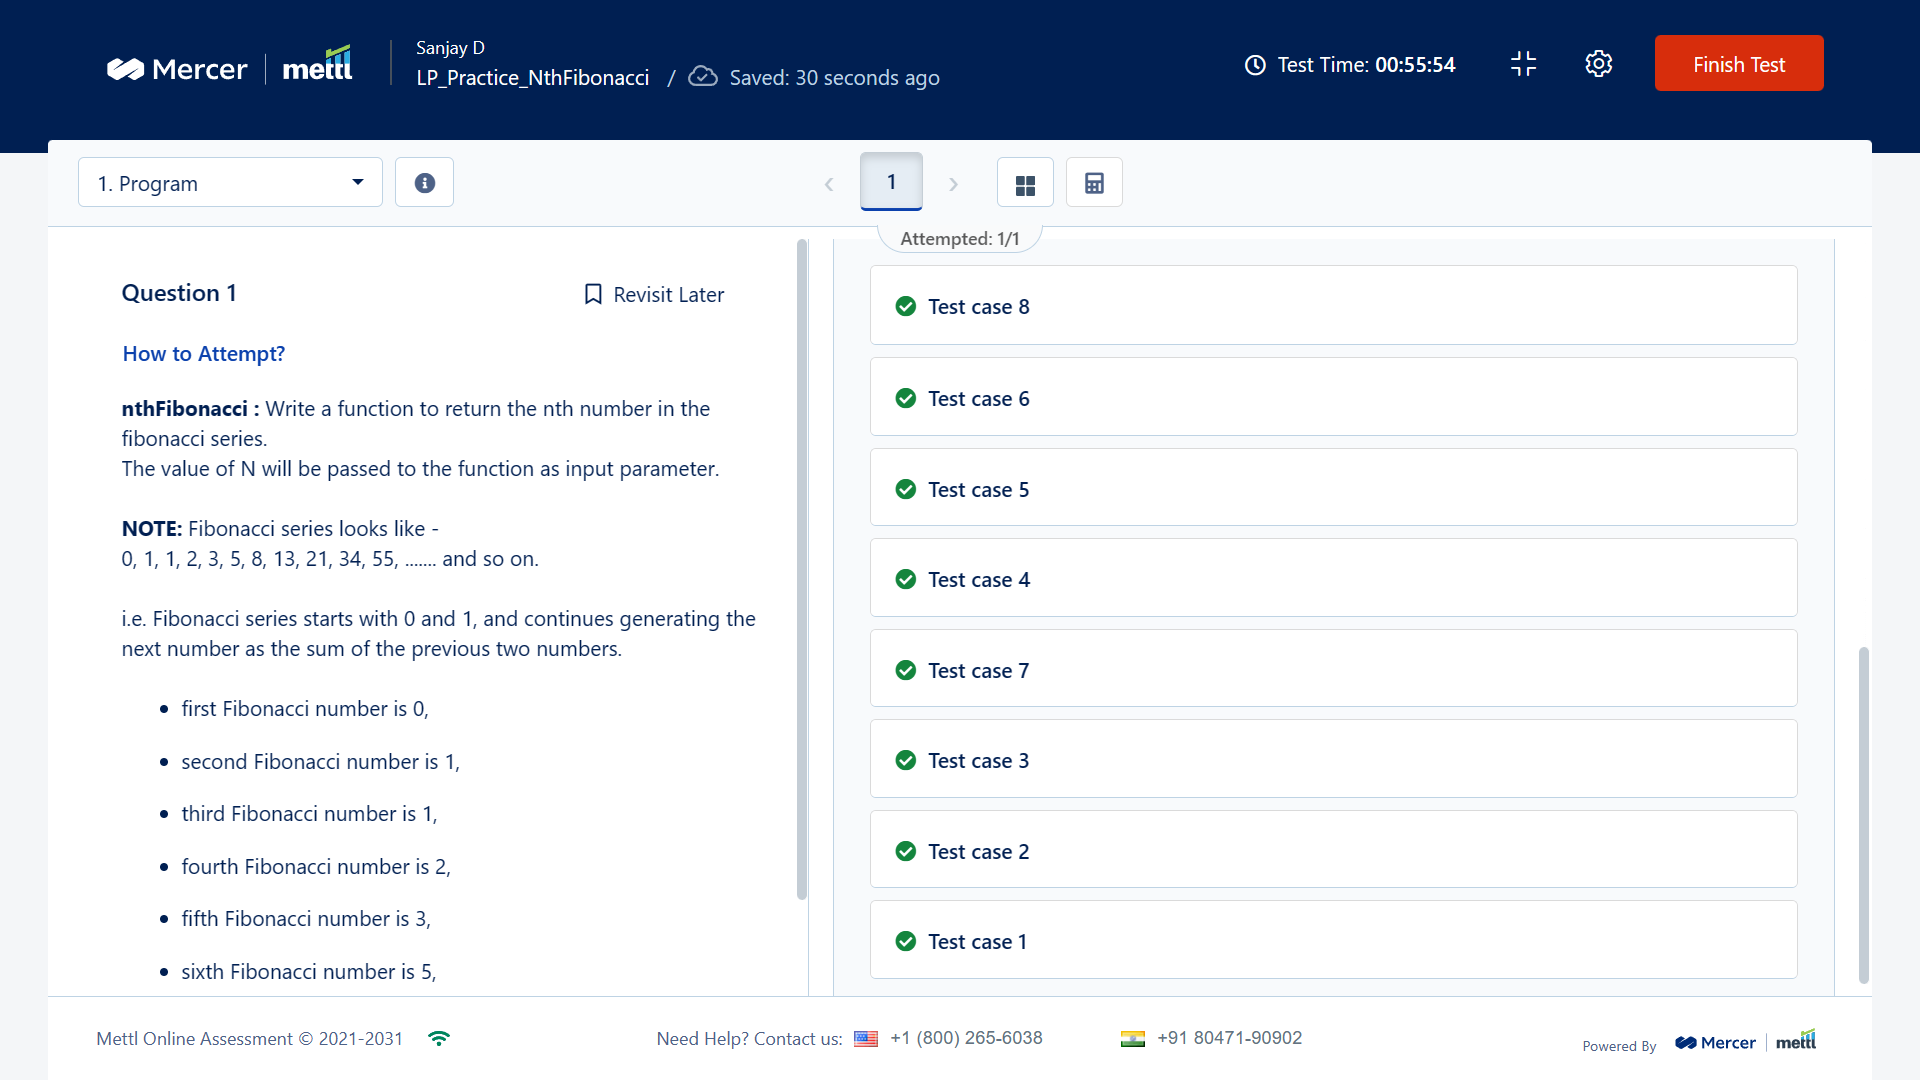 Mercer
mettl
Sanjay D
LP_Practice_NthFibonacci / Saved: 30 seconds ago
Test Time: 00:55:54
Finish Test
1. Program
1
Attempted: 1/1
Question 1
Revisit Later
How to Attempt?
nthFibonacci : Write a function to return the nth number in the
fibonacci series.
The value of N will be passed to the function as input parameter.
NOTE: Fibonacci series looks like -
0, 1, 1, 2, 3, 5, 8, 13, 21, 34, 55, ....... and so on.
i.e. Fibonacci series starts with 0 and 1, and continues generating the
next number as the sum of the previous two numbers.
• first Fibonacci number is 0,
• second Fibonacci number is 1,
• third Fibonacci number is 1,
• fourth Fibonacci number is 2,
• fifth Fibonacci number is 3,
• sixth Fibonacci number is 5,
Test case 8
Test case 6
Test case 5
Test case 4
Test case 7
Test case 3
Test case 2
Test case 1
Mettl Online Assessment © 2021-2031
Need Help? Contact us: +1 (800) 265-6038
+91 80471-90902
Powered By Mercer mettl